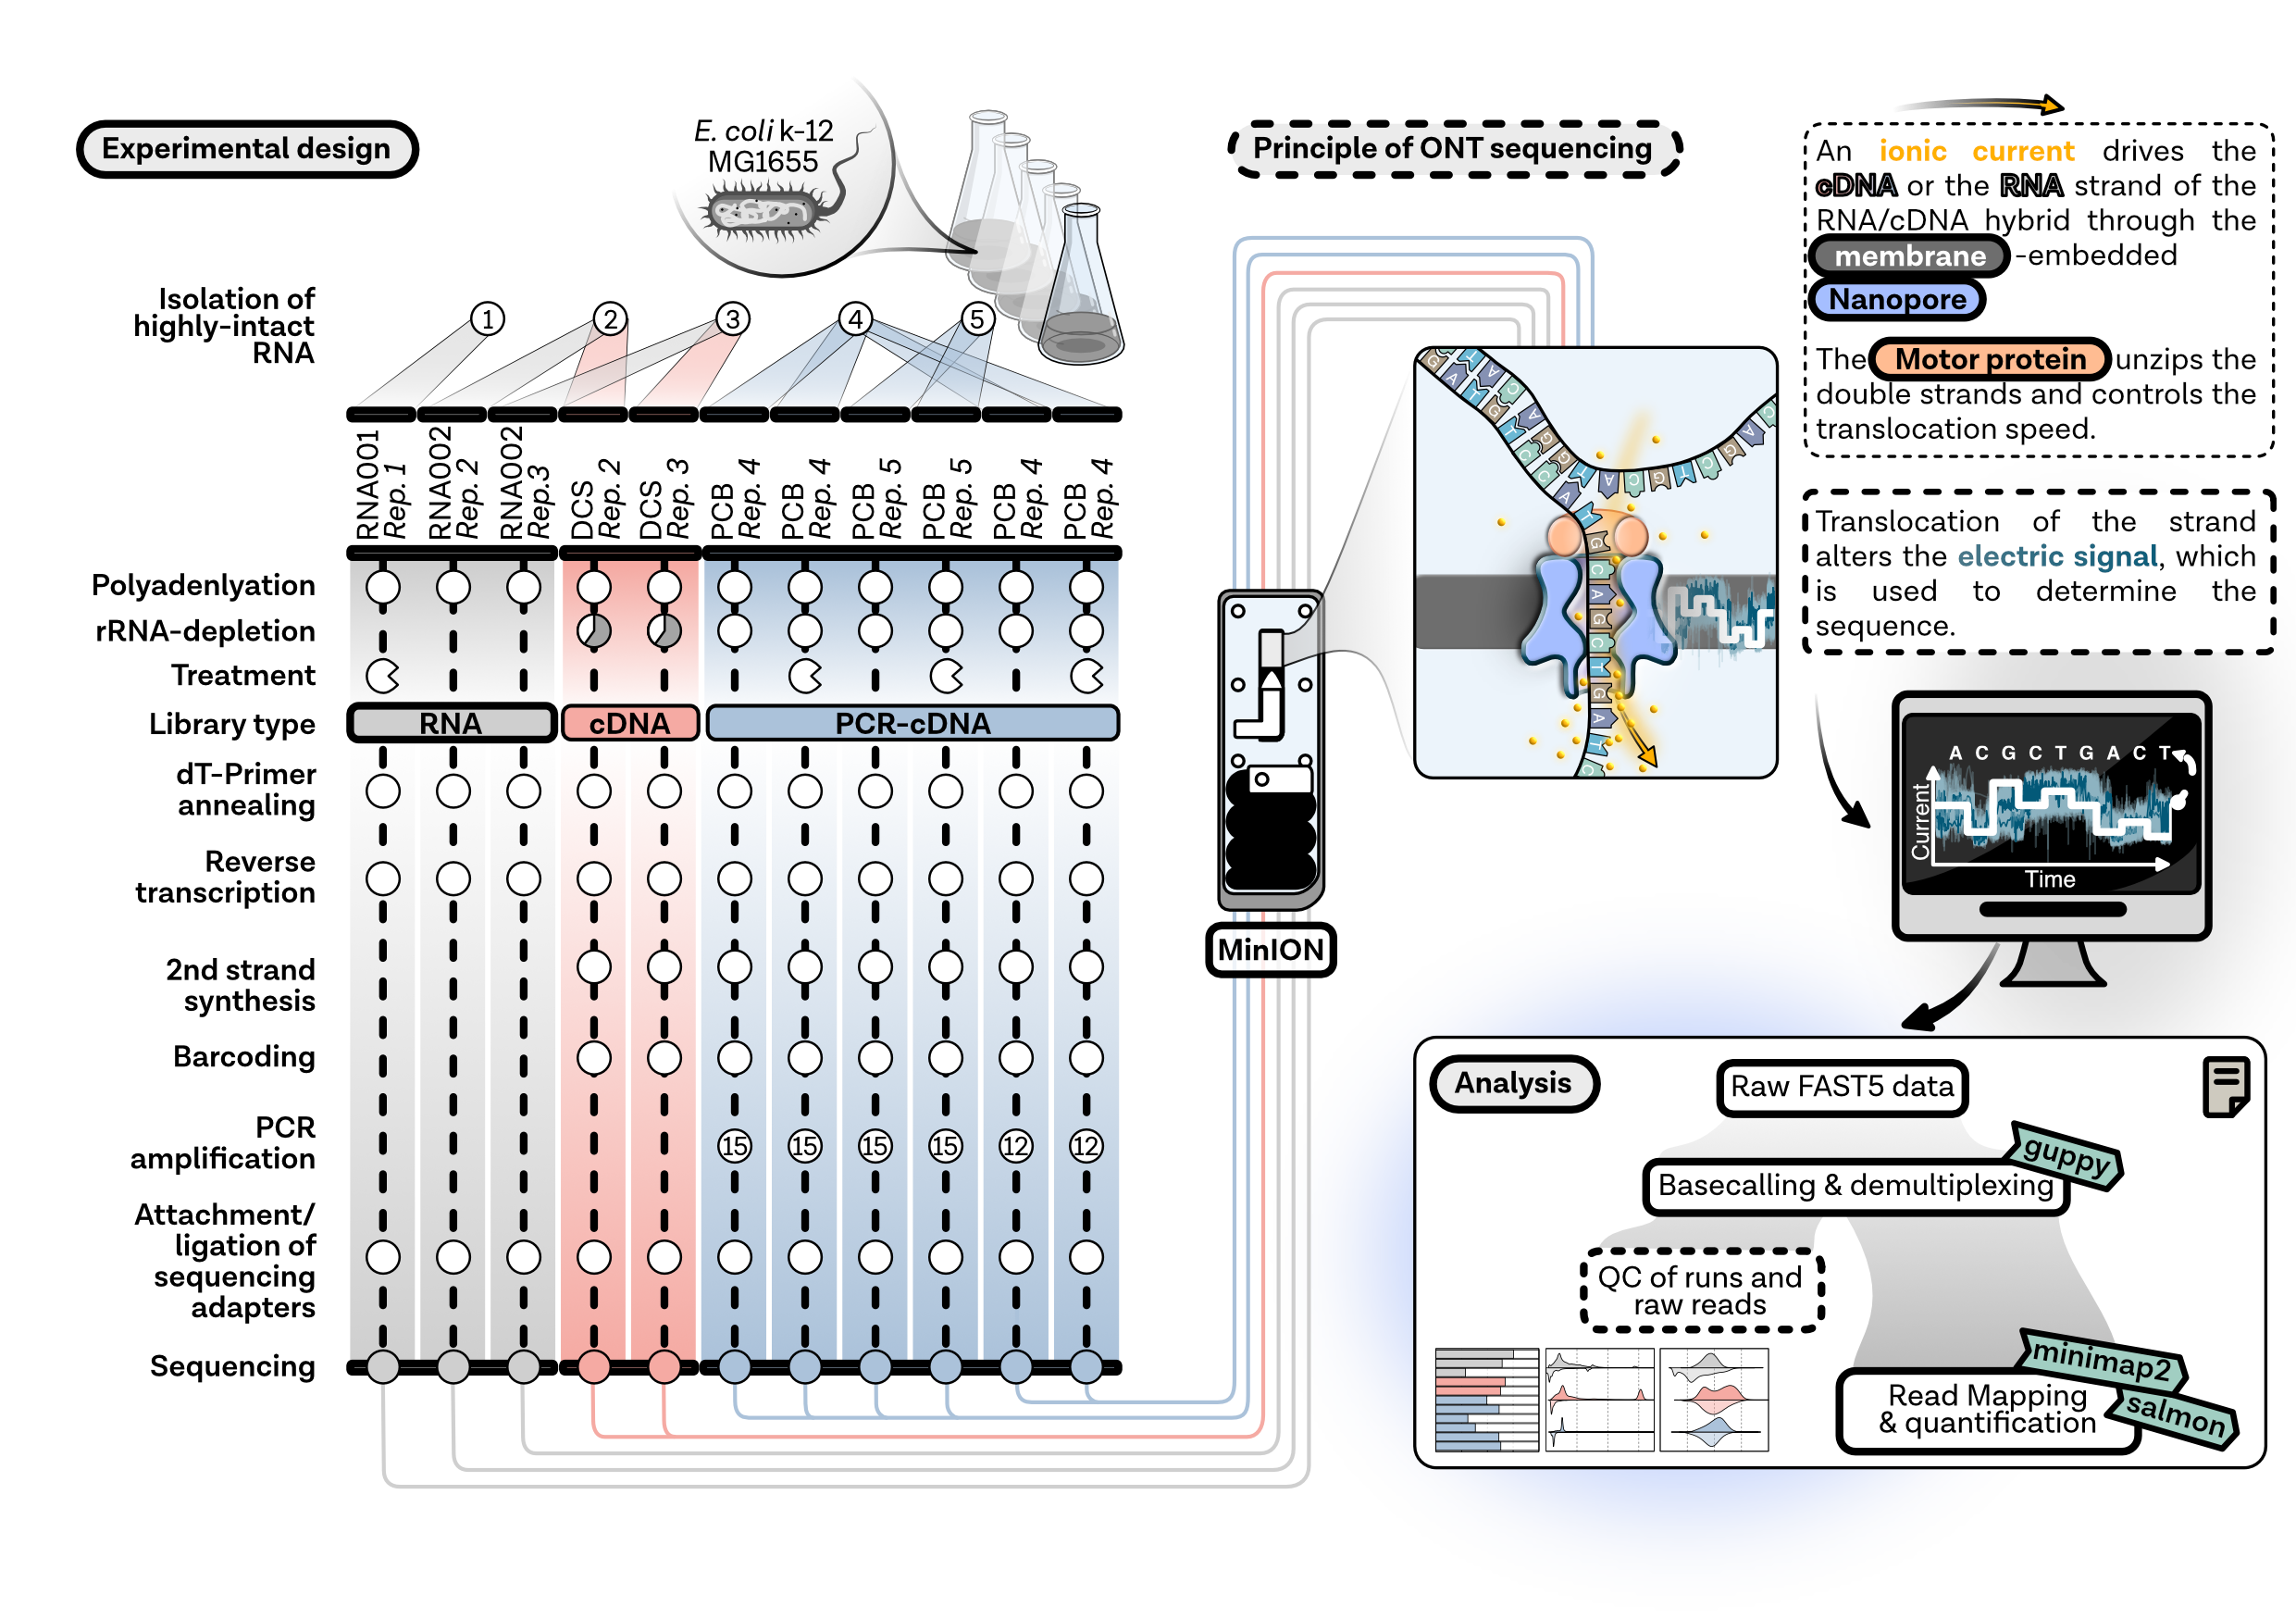 Experimental design
E. coli k-12
MG1655
Isolation of
highly-intact
RNA
1
2
3
4
5
RNA001
Rep. 1
RNA002
Rep. 2
RNA002
Rep.3
DCS
Rep. 2
DCS
Rep. 3
PCB
Rep. 4
PCB
Rep. 4
PCB
Rep. 5
PCB
Rep. 5
PCB
Rep. 4
PCB
Rep. 4
Polyadenlyation
rRNA-depletion
Treatment
Library type
RNA
cDNA
PCR-cDNA
dT-Primer
annealing
Reverse
transcription
2nd strand
synthesis
Barcoding
PCR
amplification
15
15
15
15
12
12
Attachment/
ligation of
sequencing
adapters
Sequencing
Principle of ONT sequencing
MinION
An ionic current drives the
cDNA or the RNA strand of the
RNA/cDNA hybrid through the
membrane -embedded
Nanopore
The Motor protein unzips the
double strands and controls the
translocation speed.
Translocation of the strand
alters the electric signal, which
is used to determine the
sequence.
A C G C T G A C T
Current
Time
Analysis
Raw FAST5 data
guppy
Basecalling & demultiplexing
QC of runs and
raw reads
minimap2
Read Mapping
& quantification
salmon